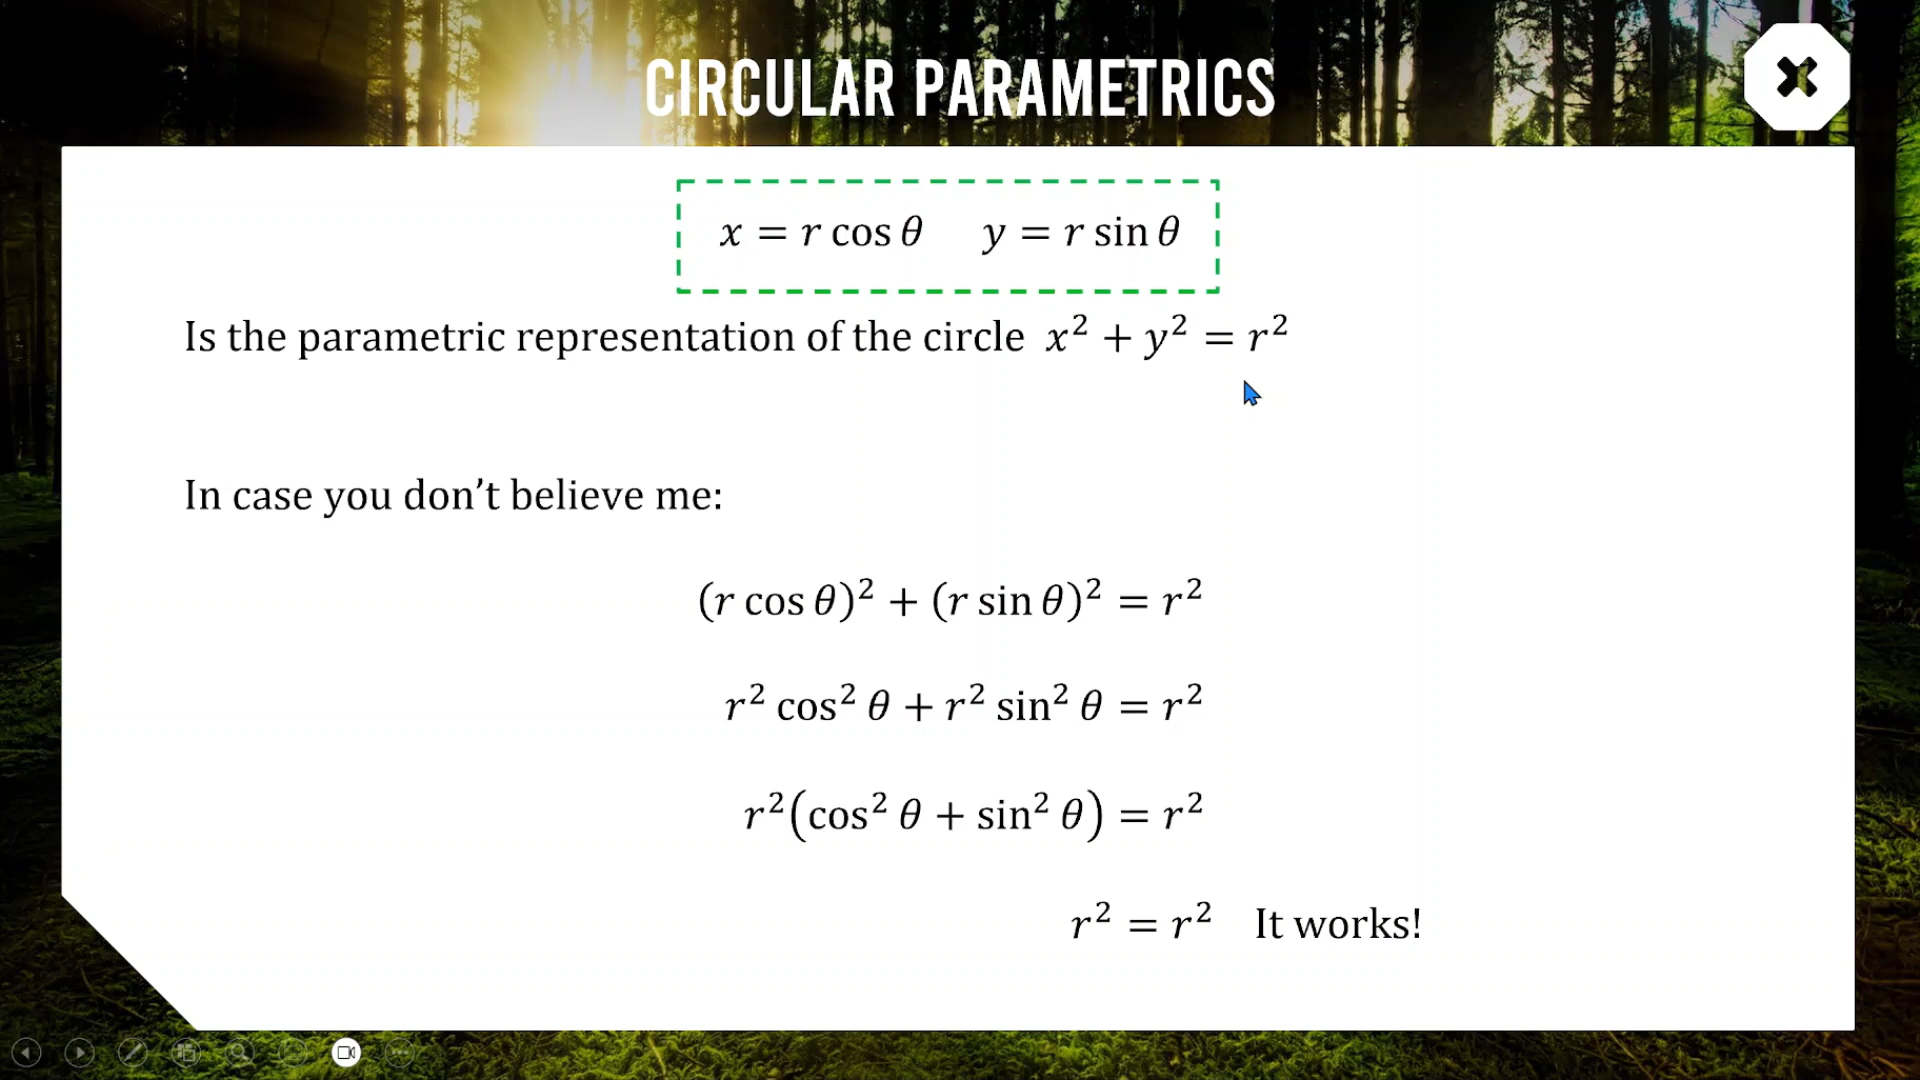 CIRCULAR PARAMETRICS
x = r cos θ y = r sin θ
Is the parametric representation of the circle x² + y² = r²
In case you don’t believe me:
(r cos θ)² + (r sin θ)² = r²
r² cos² θ + r² sin² θ = r²
r²(cos² θ + sin² θ) = r²
r² = r² It works!